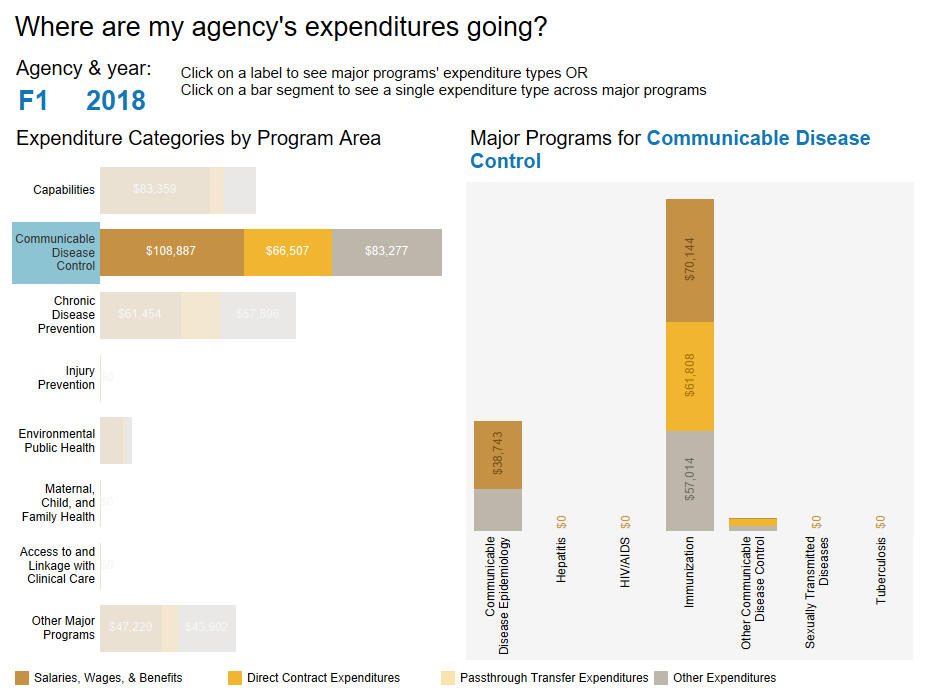 Where are my agency's expenditures going?
Agency & year:
F1 2018
Click on a label to see major programs' expenditure types OR
Click on a bar segment to see a single expenditure type across major programs
Expenditure Categories by Program Area
Capabilities
$83,359
Communicable
Disease
Control
$108,887
$66,507
$83,277
Chronic
Disease
Prevention
$61,454
$57,896
Injury
Prevention
$0
Environmental
Public Health
Maternal,
Child, and
Family Health
$0
Access to and
Linkage with
Clinical Care
$0
Other Major
Programs
$47,220
$43,902
Major Programs for Communicable Disease
Control
$38,743
$0
$0
$70,144
$61,808
$57,014
$0
$0
Communicable
Disease Epidemiology
Hepatitis
HIV/AIDS
Immunization
Other Communicable
Disease Control
Sexually Transmitted
Diseases
Tuberculosis
Salaries, Wages, & Benefits
Direct Contract Expenditures
Passthrough Transfer Expenditures
Other Expenditures